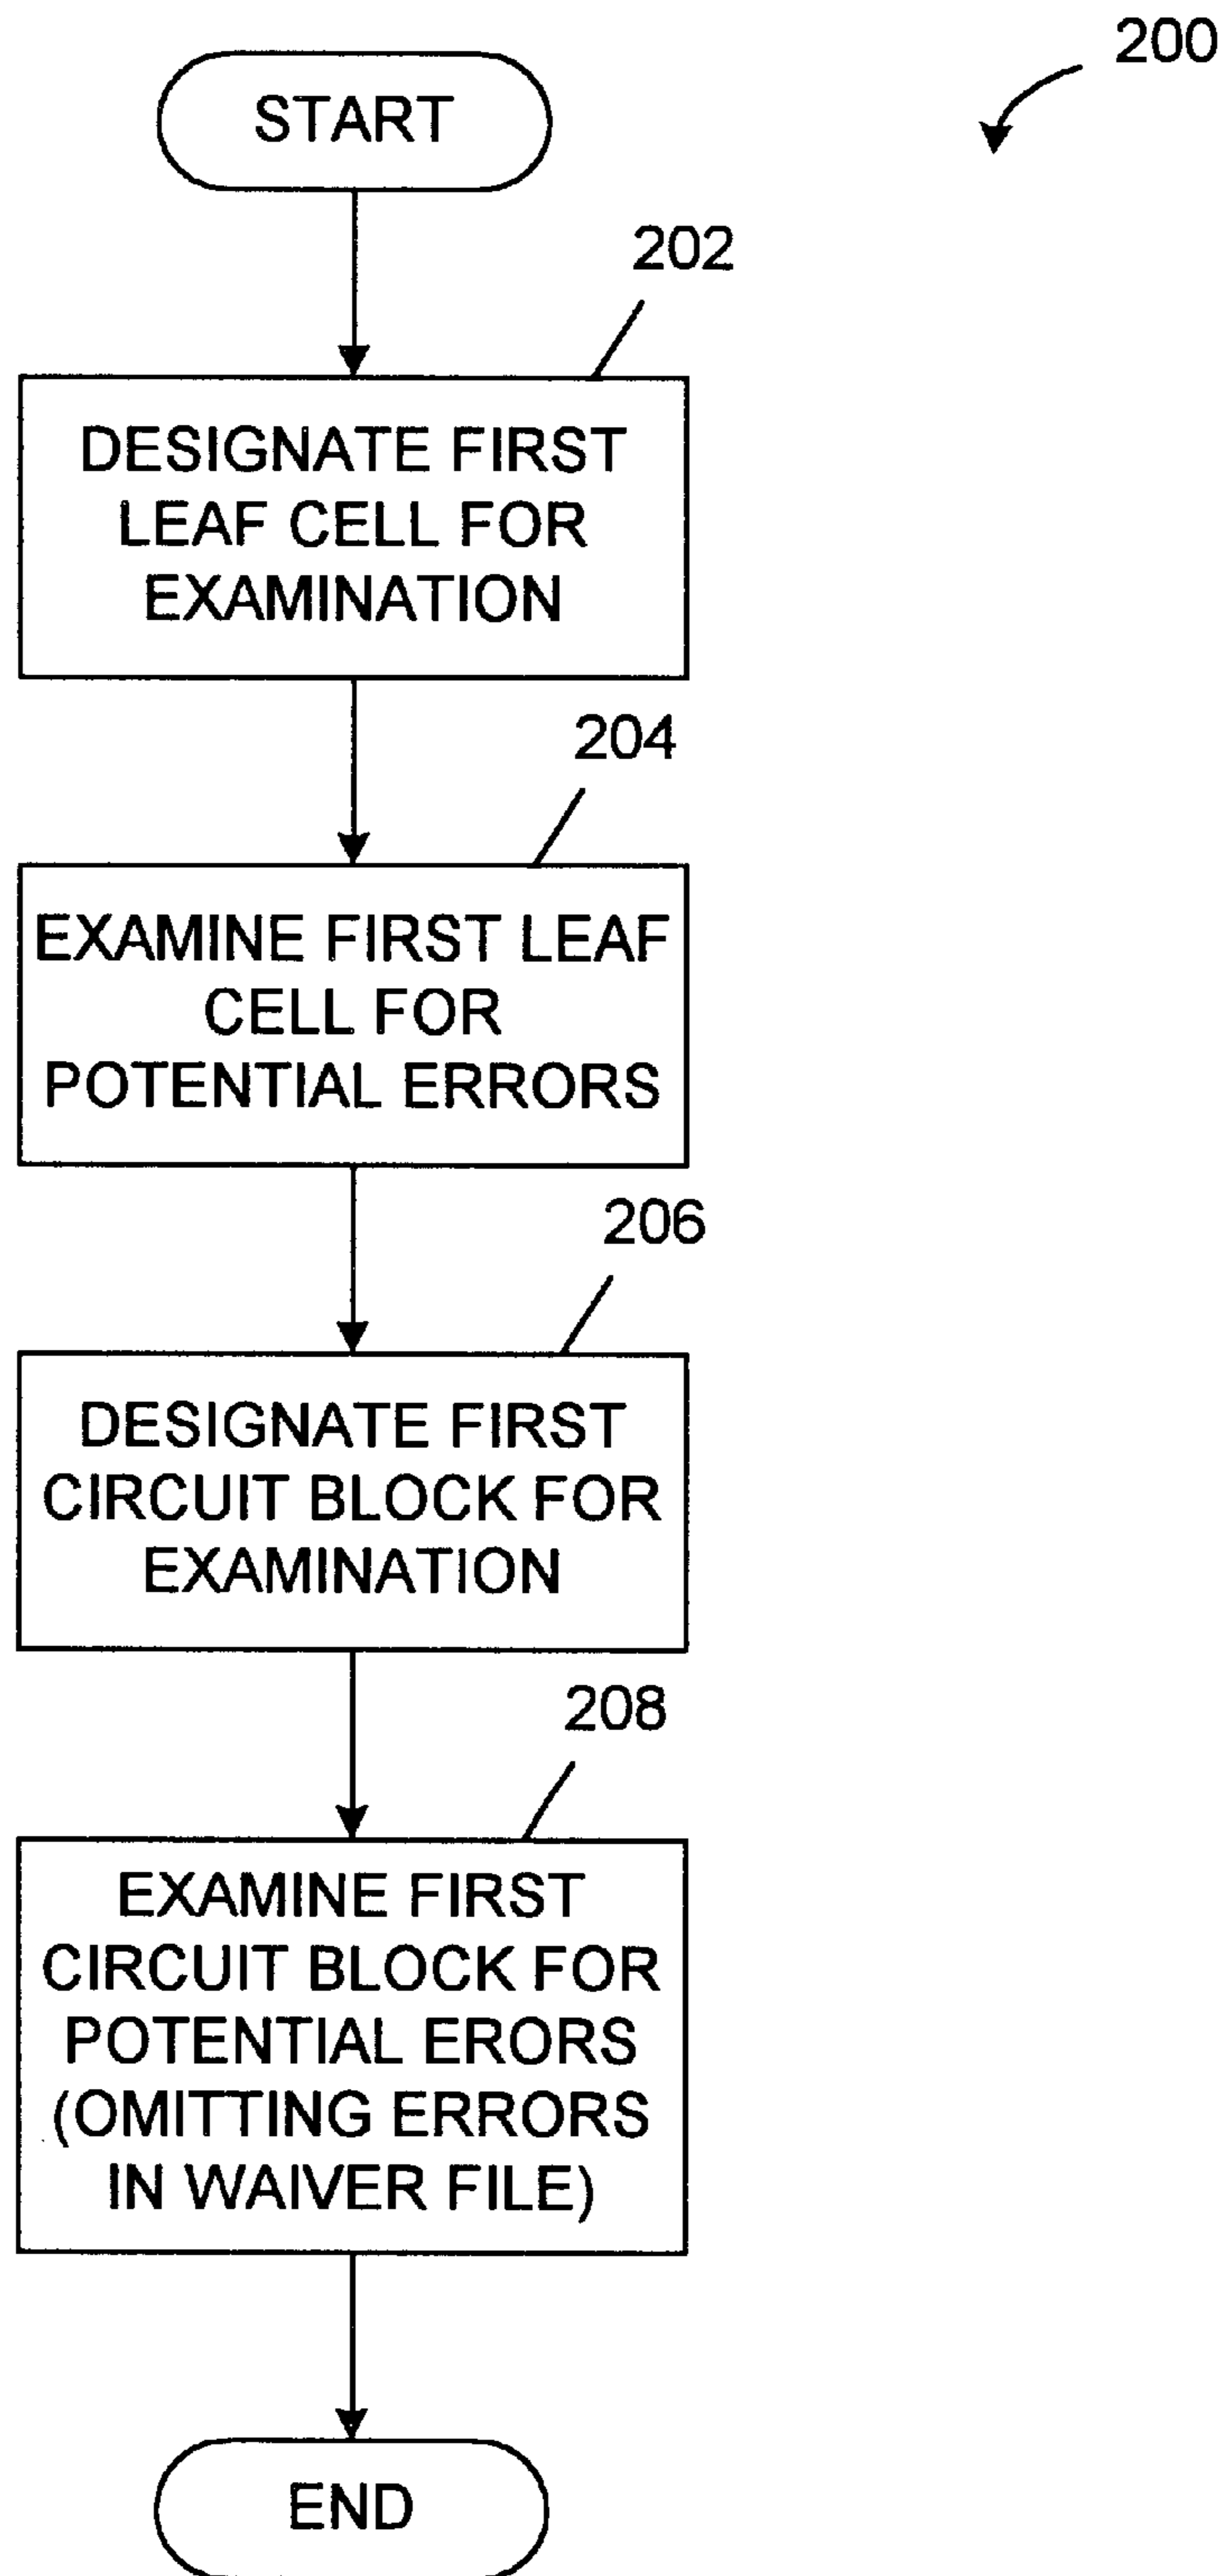 200
START
202
DESIGNATE FIRST
LEAF CELL FOR
EXAMINATION
204
EXAMINE FIRST LEAF
CELL FOR
POTENTIAL ERRORS
206
DESIGNATE FIRST
CIRCUIT BLOCK FOR
EXAMINATION
208
EXAMINE FIRST
CIRCUIT BLOCK FOR
POTENTIAL ERORS
(OMITTING ERRORS
IN WAIVER FILE)
END